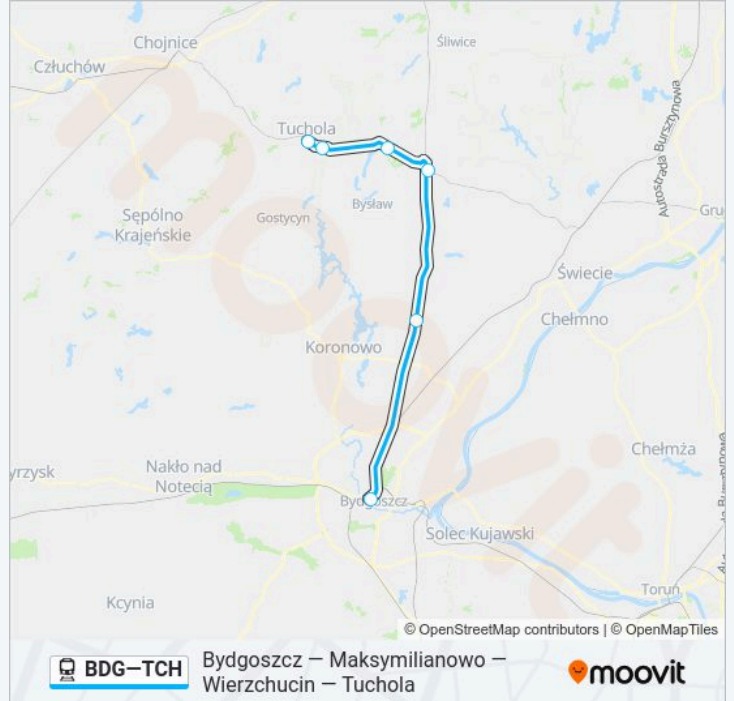 Chojnice
Śliwice
Człuchów
Tuchola
Autostrada Bursztynowa
Bysław
Sępólno
Krajeńskie
Gostycyn
Gru
Świecie
Chełmno
Koronowo
Chełmża
yrzysk
Nakło nad
Notecią
Bydgoszcz
Solec Kujawski
Toruń
Kcynia
moovit
© OpenStreetMap contributors | © OpenMapTiles
BDG—TCH
Bydgoszcz — Maksymilianowo —
Wierzchucin — Tuchola
moovit